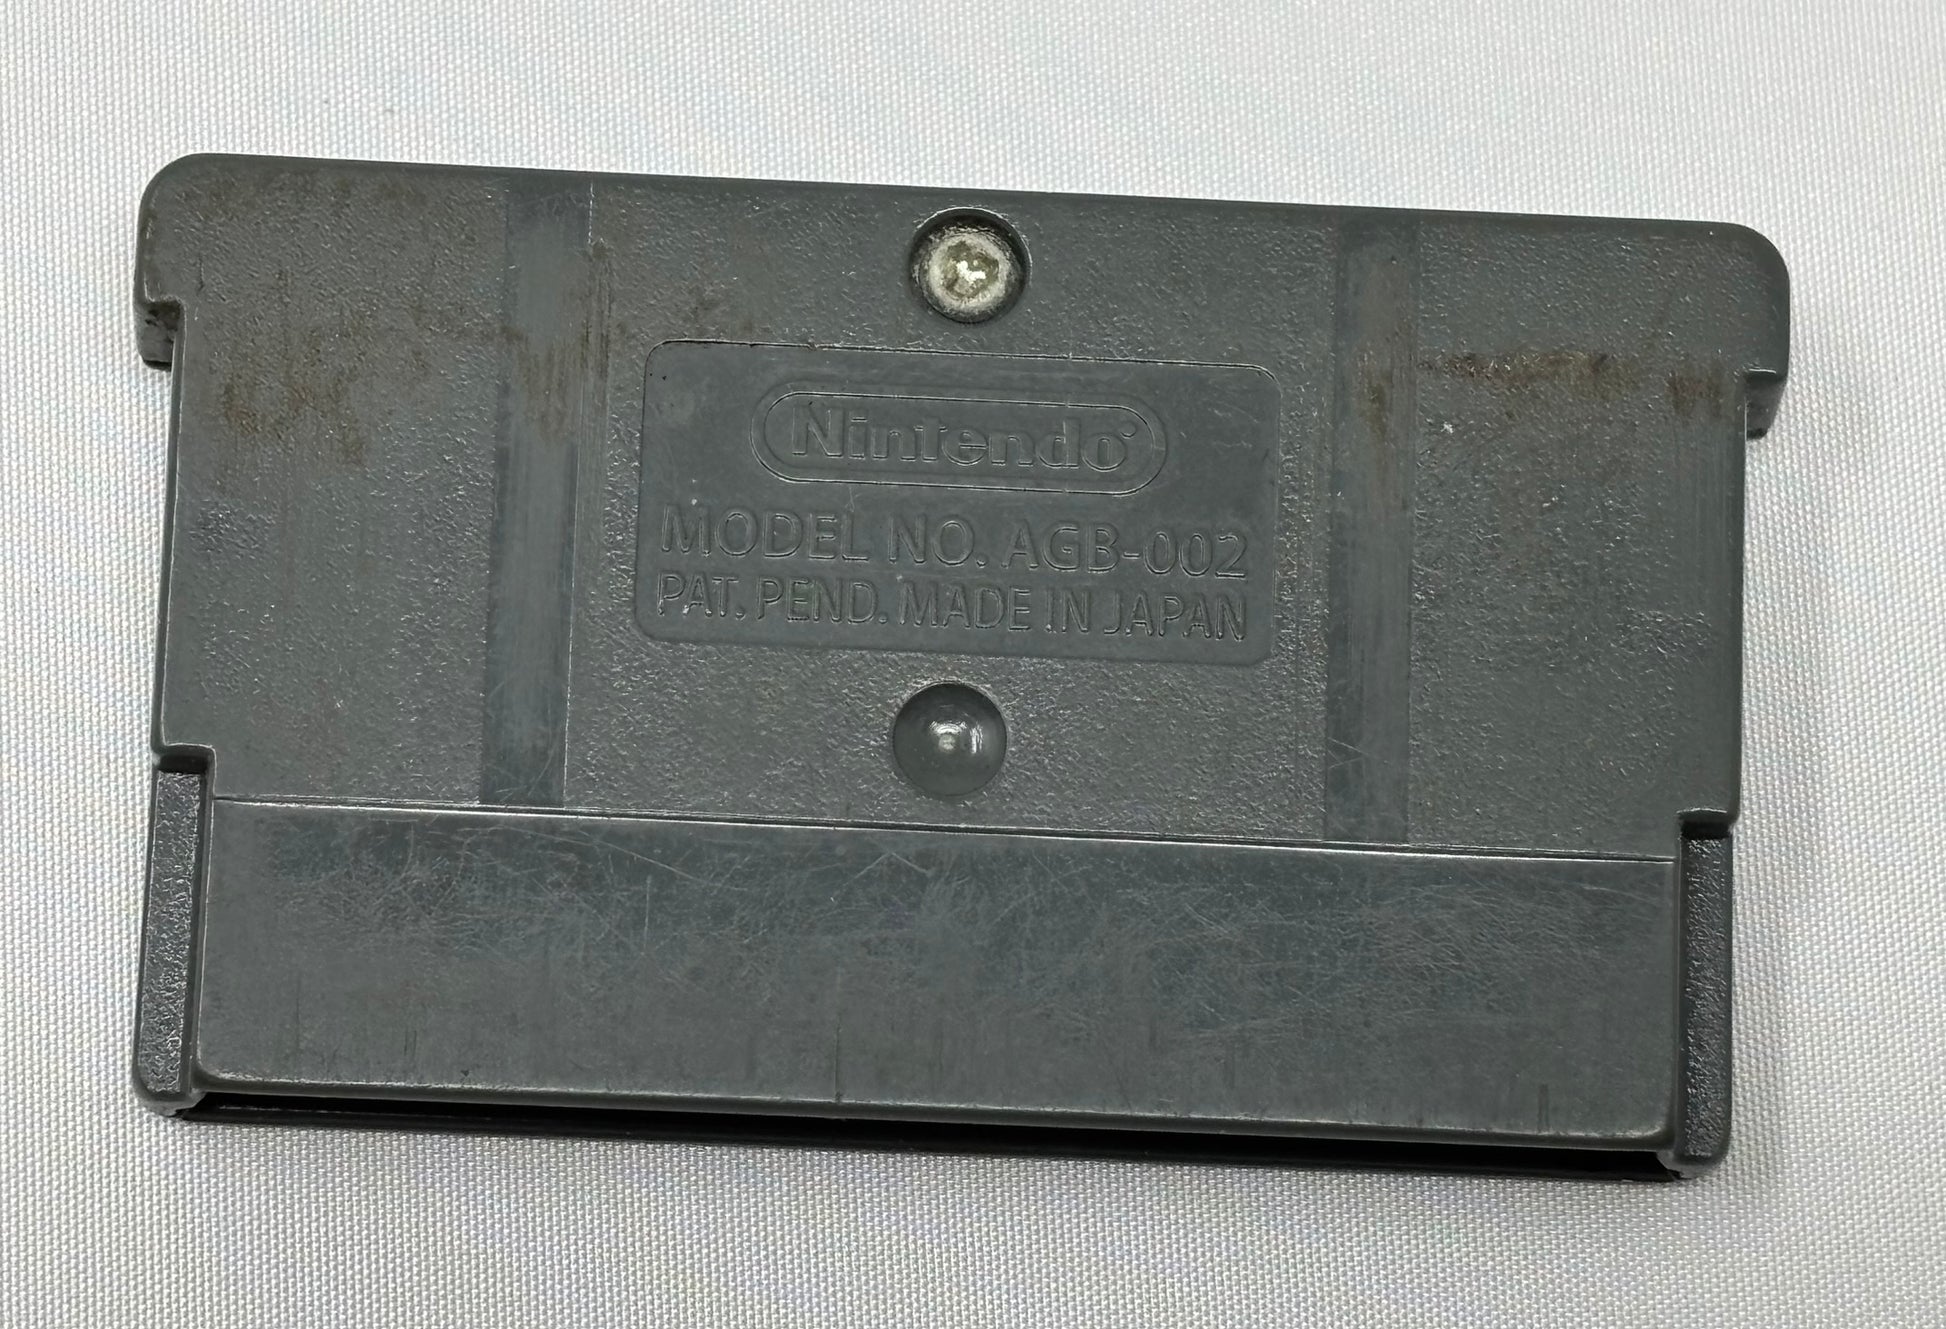 Nintendo®
MODEL NO. AGB-002
PAT. PEND. MADE IN JAPAN